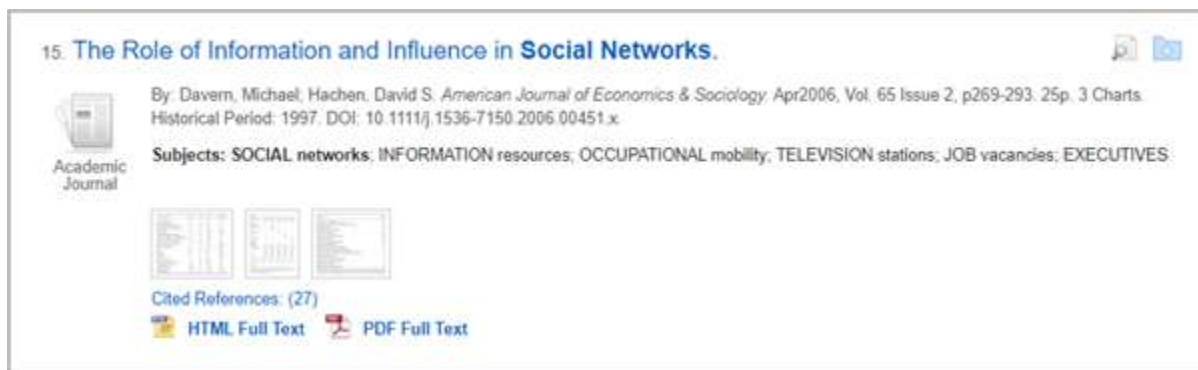 15. The Role of Information and Influence in Social Networks.
By: Davern, Michael; Hachen, David S. American Journal of Economics & Sociology. Apr2006, Vol. 65 Issue 2, p269-293. 25p. 3 Charts.
Historical Period: 1997. DOI: 10.1111/j.1536-7150.2006.00451.x.
Subjects: SOCIAL networks; INFORMATION resources; OCCUPATIONAL mobility; TELEVISION stations; JOB vacancies; EXECUTIVES
Academic
Journal
Cited References: (27)
HTML Full Text PDF Full Text